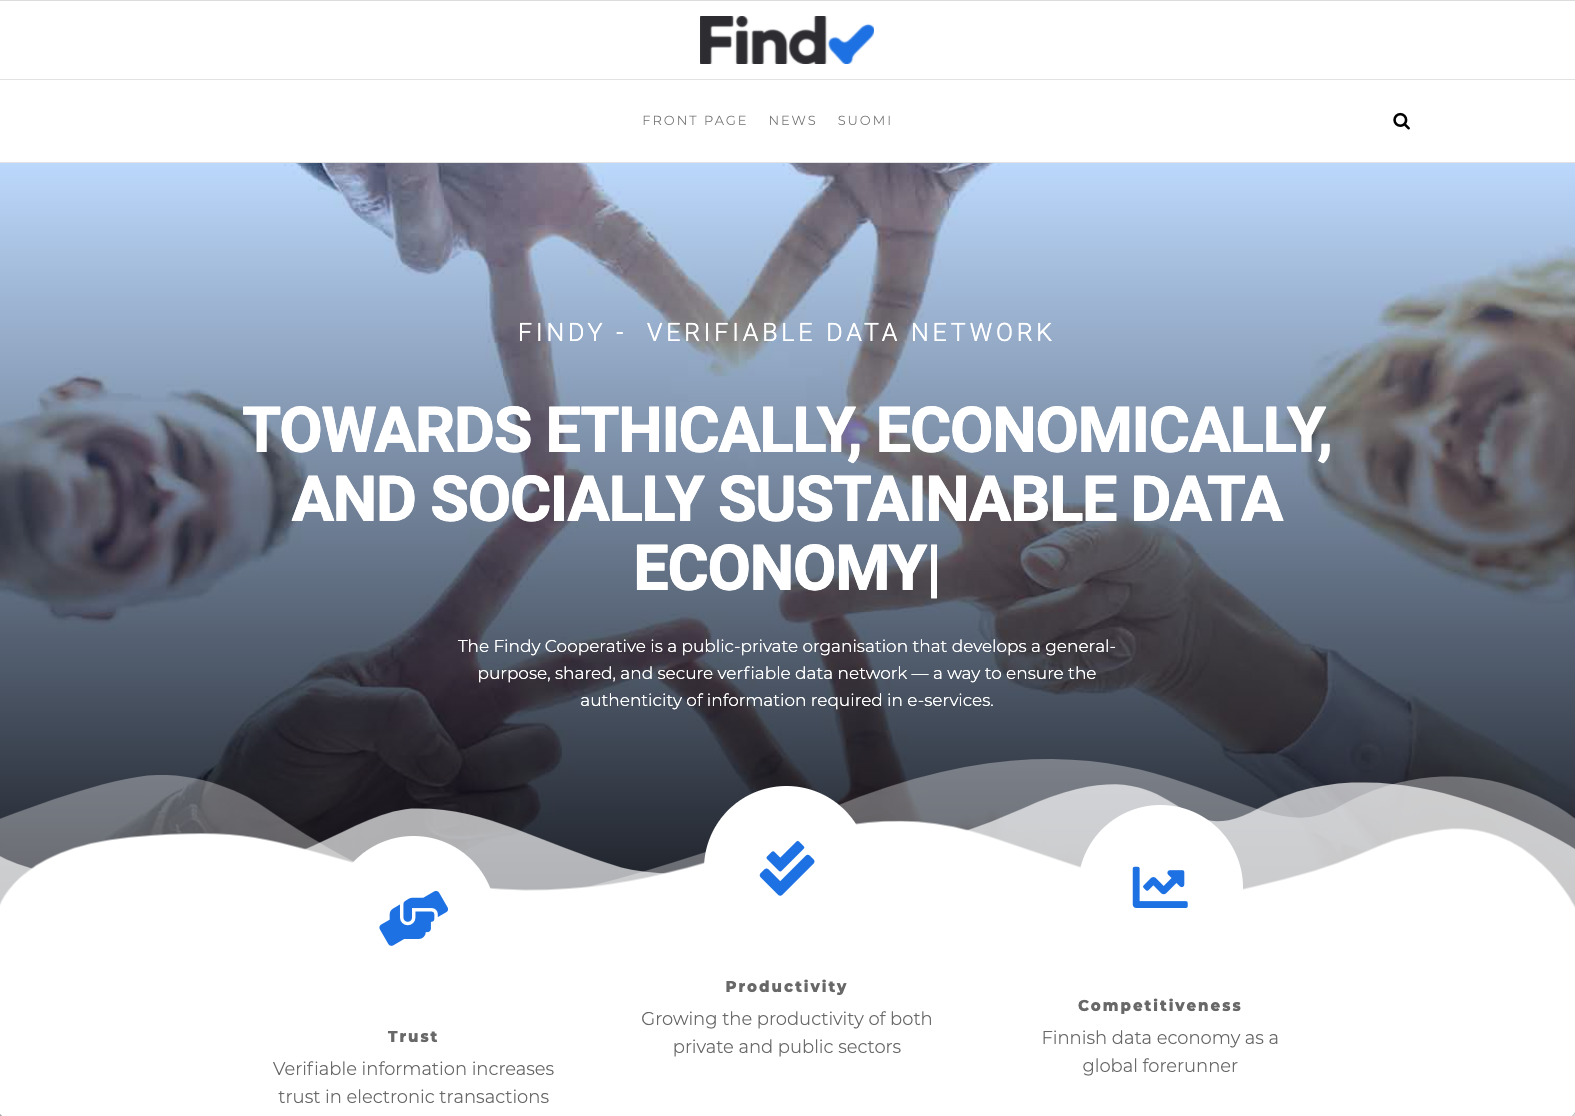 Findy
FRONT PAGE NEWS SUOMI
FINDY - VERIFIABLE DATA NETWORK
TOWARDS ETHICALLY, ECONOMICALLY,
AND SOCIALLY SUSTAINABLE DATA
ECONOMY|
The Findy Cooperative is a public-private organisation that develops a general-
purpose, shared, and secure verfiable data network — a way to ensure the
authenticity of information required in e-services.
Trust
Verifiable information increases
trust in electronic transactions
Productivity
Growing the productivity of both
private and public sectors
Competitiveness
Finnish data economy as a
global forerunner